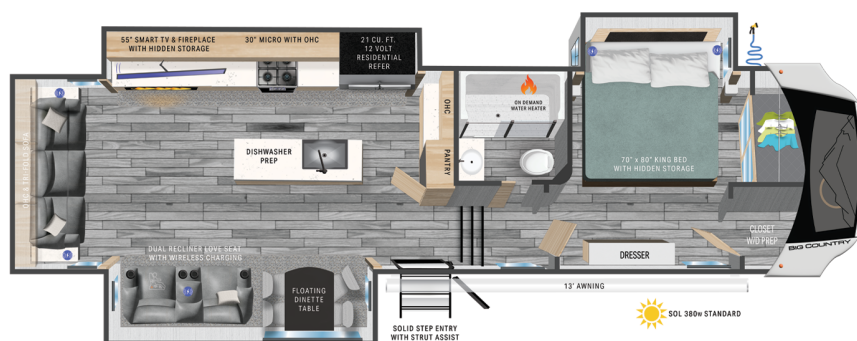 55" SMART TV & FIREPLACE
WITH HIDDEN STORAGE
30" MICRO WITH OHC
21 CU. FT.
12 VOLT
RESIDENTIAL
REFER
OHC
PANTRY
ON DEMAND
WATER HEATER
DISHWASHER
PREP
70" x 80" KING BED
WITH HIDDEN STORAGE
DUAL RECLINER LOVE SEAT
WITH WIRELESS CHARGING
FLOATING
DINETTE
TABLE
DRESSER
CLOSET
W/D PREP
BIG COUNTRY
13' AWNING
SOLID STEP ENTRY
WITH STRUT ASSIST
SOL 380w STANDARD